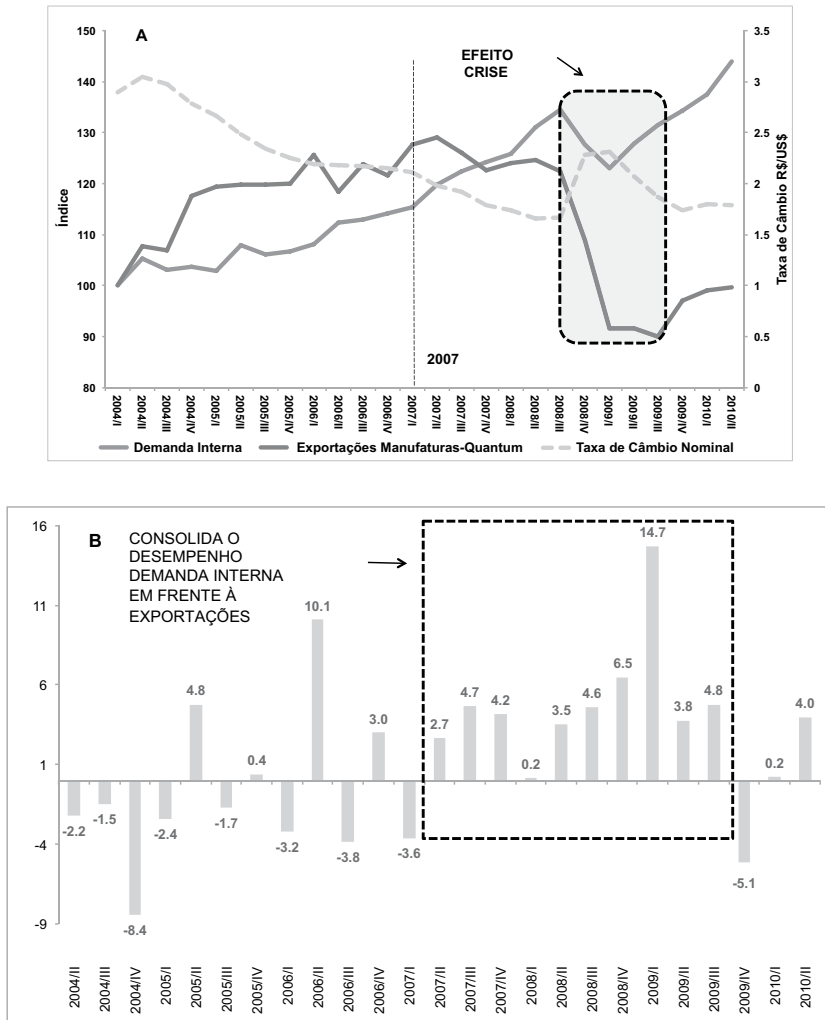 A
EFEITO
CRISE
150
140
130
120
110
100
90
80
Índice
3.5
3
2.5
2
1.5
1
0.5
0
Taxa de Câmbio R$/US$
2007
2004/I
2004/II
2004/III
2004/IV
2005/I
2005/II
2005/III
2005/IV
2006/I
2006/II
2006/III
2006/IV
2007/I
2007/II
2007/III
2007/IV
2008/I
2008/II
2008/III
2008/IV
2009/I
2009/II
2009/III
2009/IV
2010/I
2010/II
Demanda Interna
Exportações Manufaturas-Quantum
Taxa de Câmbio Nominal
B
CONSOLIDA O
DESEMPENHO
DEMANDA INTERNA
EM FRENTE À
EXPORTAÇÕES
16
11
6
1
-4
-9
-2.2
-1.5
-8.4
-2.4
4.8
-1.7
0.4
-3.2
10.1
-3.8
3.0
-3.6
2.7
4.7
4.2
0.2
3.5
4.6
6.5
14.7
3.8
4.8
-5.1
0.2
4.0
2004/II
2004/III
2004/IV
2005/I
2005/II
2005/III
2005/IV
2006/I
2006/II
2006/III
2006/IV
2007/I
2007/II
2007/III
2007/IV
2008/I
2008/II
2008/III
2008/IV
2009/I
2009/II
2009/III
2009/IV
2010/I
2010/II